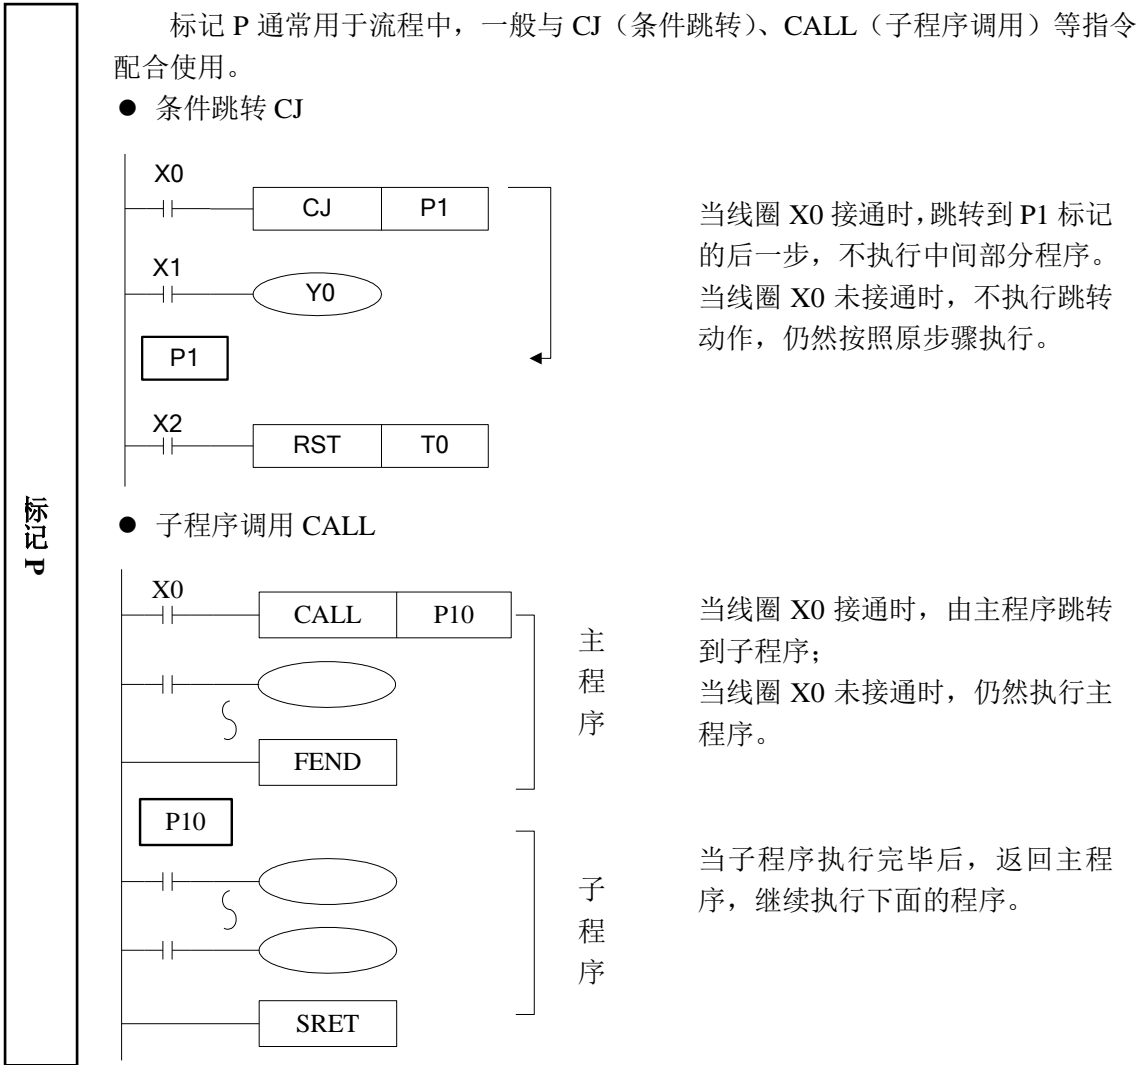 标记 P 通常用于流程中，一般与 CJ（条件跳转）、CALL（子程序调用）等指令
配合使用。
● 条件跳转 CJ
X0
CJ P1
X1
Y0
P1
X2
RST T0
当线圈 X0 接通时，跳转到 P1 标记
的后一步，不执行中间部分程序。
当线圈 X0 未接通时，不执行跳转
动作，仍然按照原步骤执行。
标记 P
● 子程序调用 CALL
X0
CALL P10
FEND
主程序
当线圈 X0 接通时，由主程序跳转
到子程序；
当线圈 X0 未接通时，仍然执行主
程序。
P10
SRET
子程序
当子程序执行完毕后，返回主程
序，继续执行下面的程序。